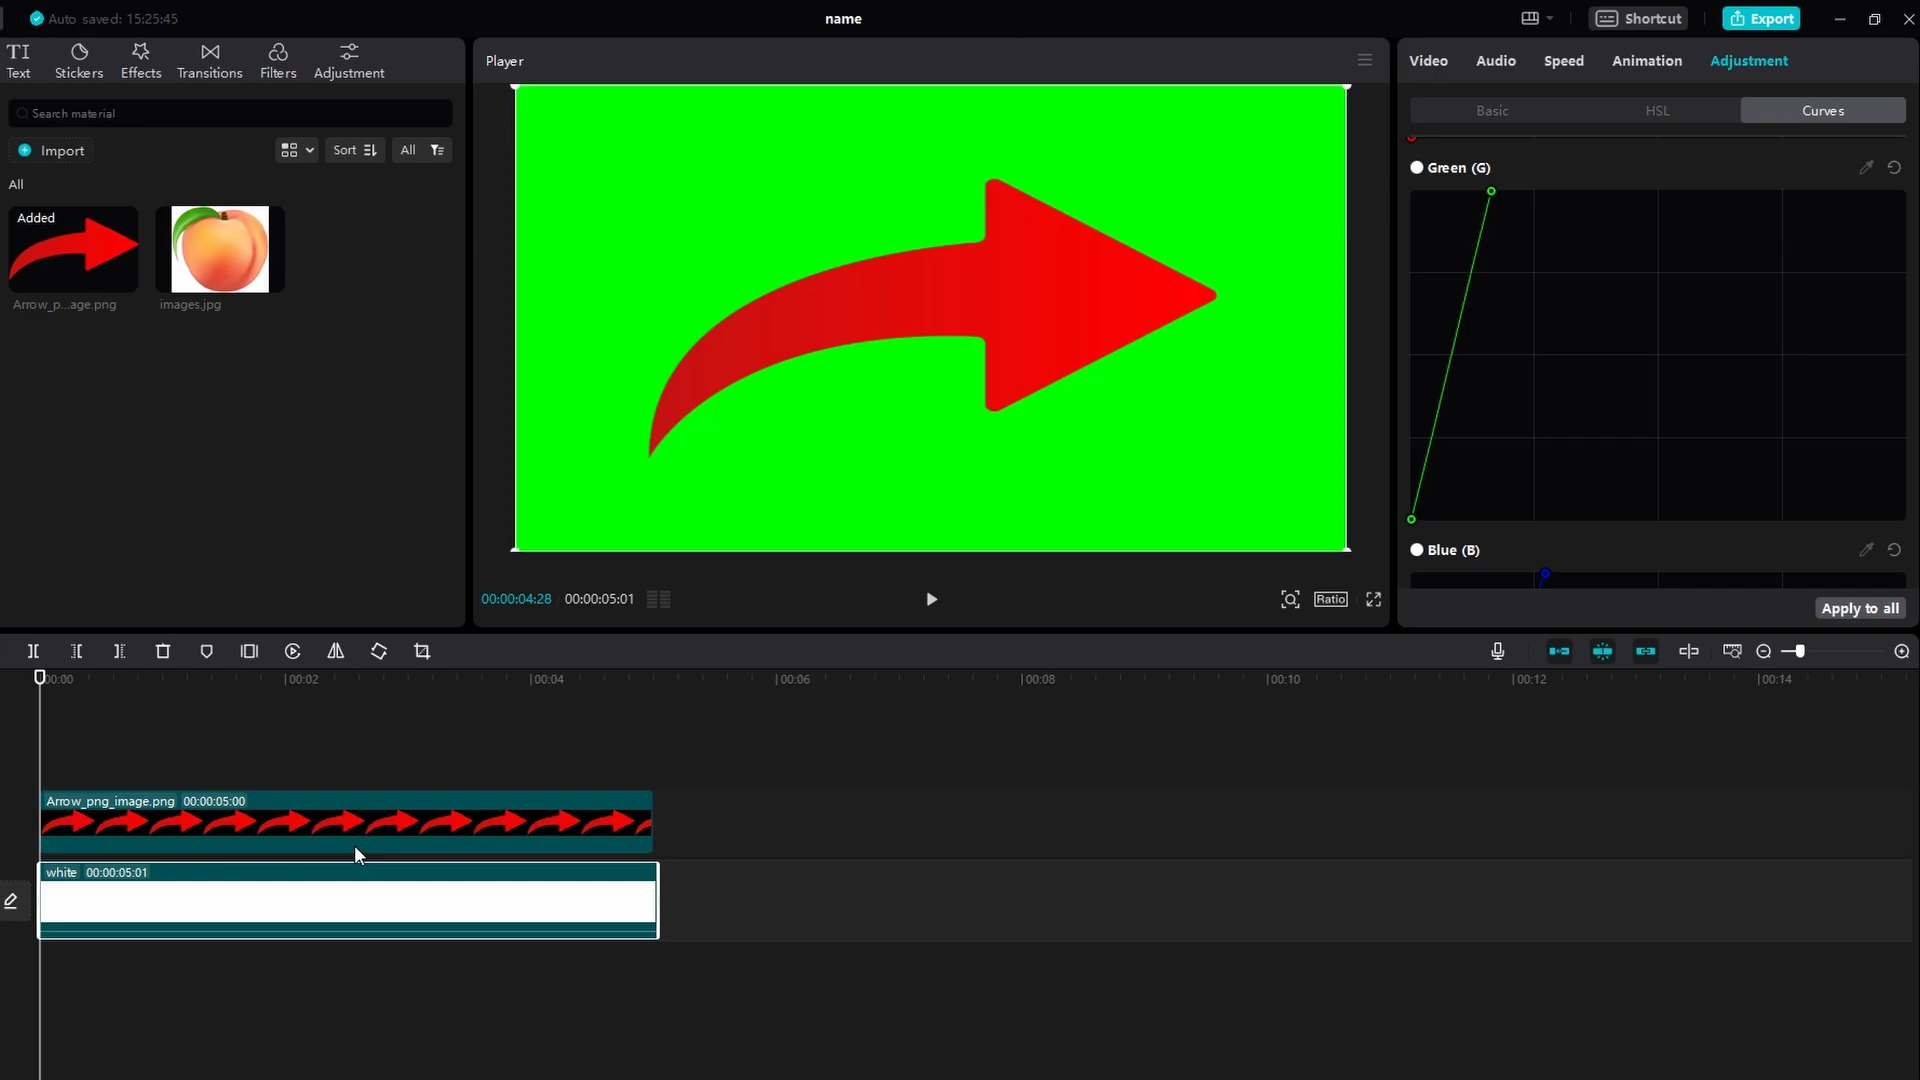 Auto saved: 15:25:45
name
Shortcut
Export
Text
Stickers
Effects
Transitions
Filters
Adjustment
Search material
Import
Sort
All
All
Added
Arrow_p...age.png
images.jpg
Player
00:00:04:28
00:00:05:01
Ratio
Video
Audio
Speed
Animation
Adjustment
Basic
HSL
Curves
Green (G)
Blue (B)
Apply to all
00:00
00:02
00:04
00:06
00:08
00:10
00:12
00:14
Arrow_png_image.png 00:00:05:00
white 00:00:05:01